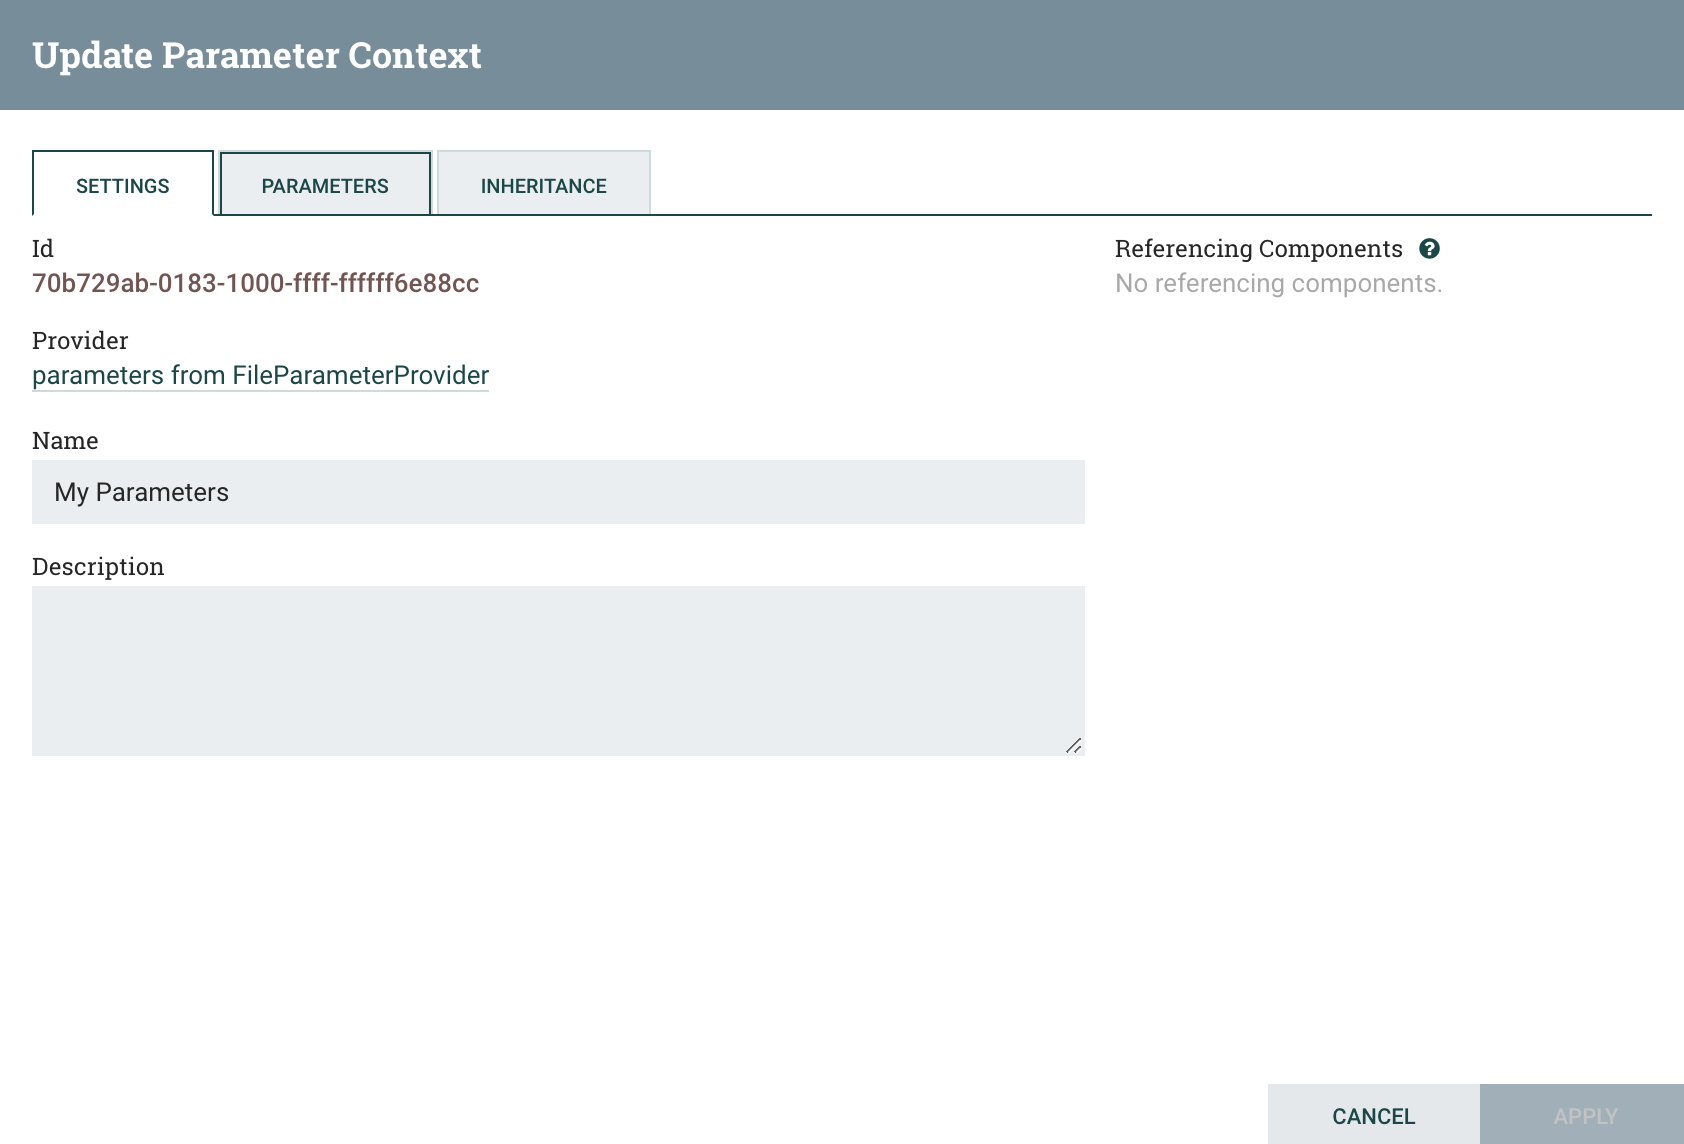 Update Parameter Context
SETTINGS
PARAMETERS
INHERITANCE
Id
70b729ab-0183-1000-ffff-ffffff6e88cc
Provider
parameters from FileParameterProvider
Name
My Parameters
Description
Referencing Components
No referencing components.
CANCEL
APPLY